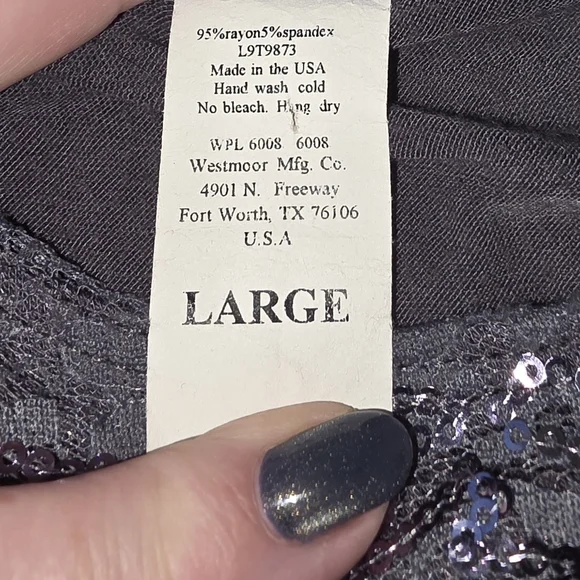 95%rayon5%spandex
L9T9873
Made in the USA
Hand wash cold
No bleach. Hang dry
WPL 6008 6008
Westmoor Mfg. Co.
4901 N. Freeway
Fort Worth, TX 76106
U.S.A
LARGE